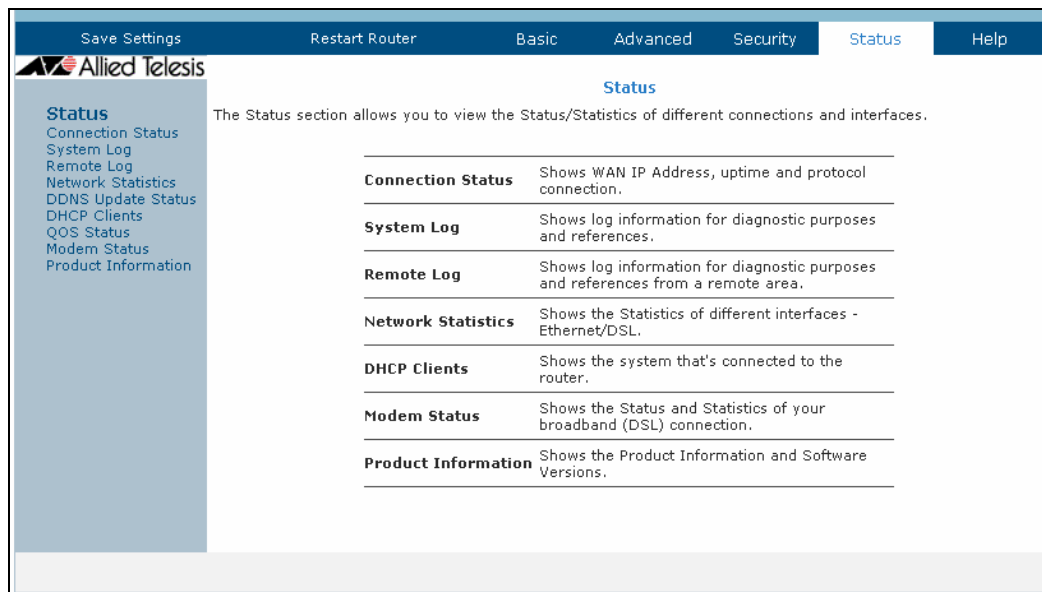 Save Settings Restart Router Basic Advanced Security Status Help
Allied Telesis
Status
Connection Status
System Log
Remote Log
Network Statistics
DDNS Update Status
DHCP Clients
QOS Status
Modem Status
Product Information
Status
The Status section allows you to view the Status/Statistics of different connections and interfaces.
Connection Status
Shows WAN IP Address, uptime and protocol
connection.
System Log
Shows log information for diagnostic purposes
and references.
Remote Log
Shows log information for diagnostic purposes
and references from a remote area.
Network Statistics
Shows the Statistics of different interfaces -
Ethernet/DSL.
DHCP Clients
Shows the system that's connected to the
router.
Modem Status
Shows the Status and Statistics of your
broadband (DSL) connection.
Product Information
Shows the Product Information and Software
Versions.